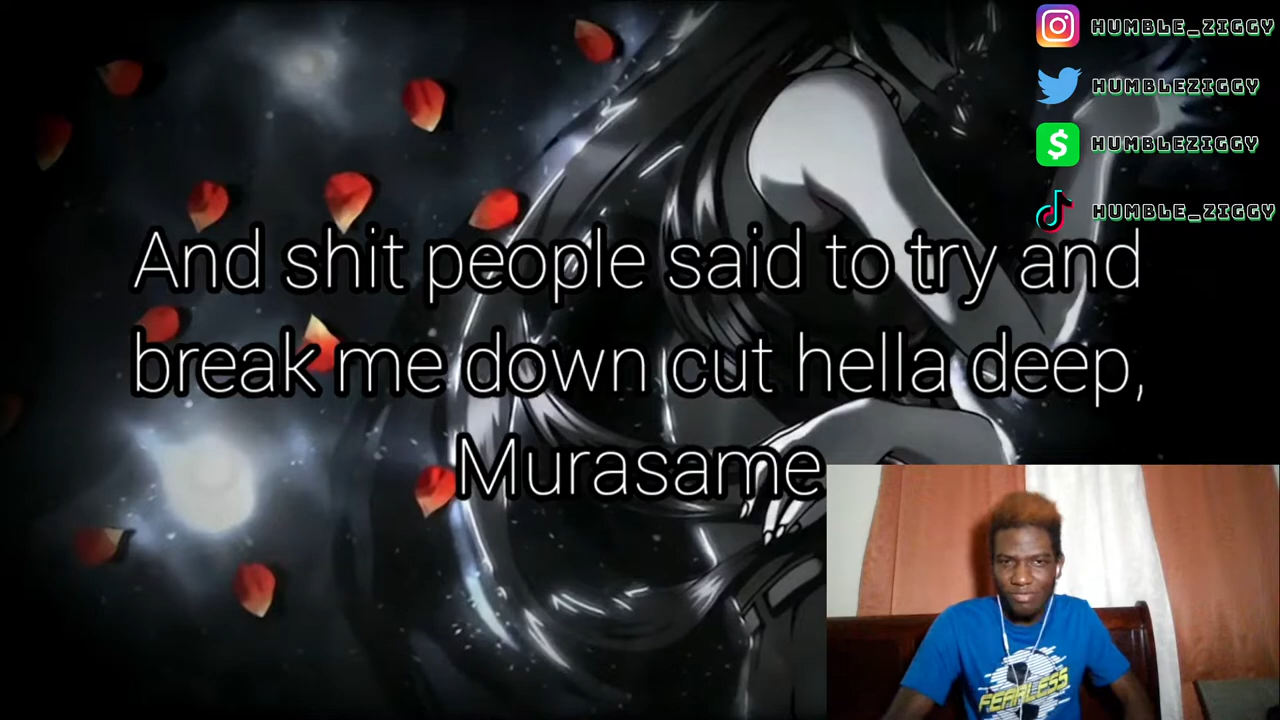 HUMBLE_ZIGGY
HUMBLEZIGGY
HUMBLEZIGGY
HUMBLE_ZIGGY
And shit people said to try and
break me down cut hella deep,
Murasame
FEARLESS